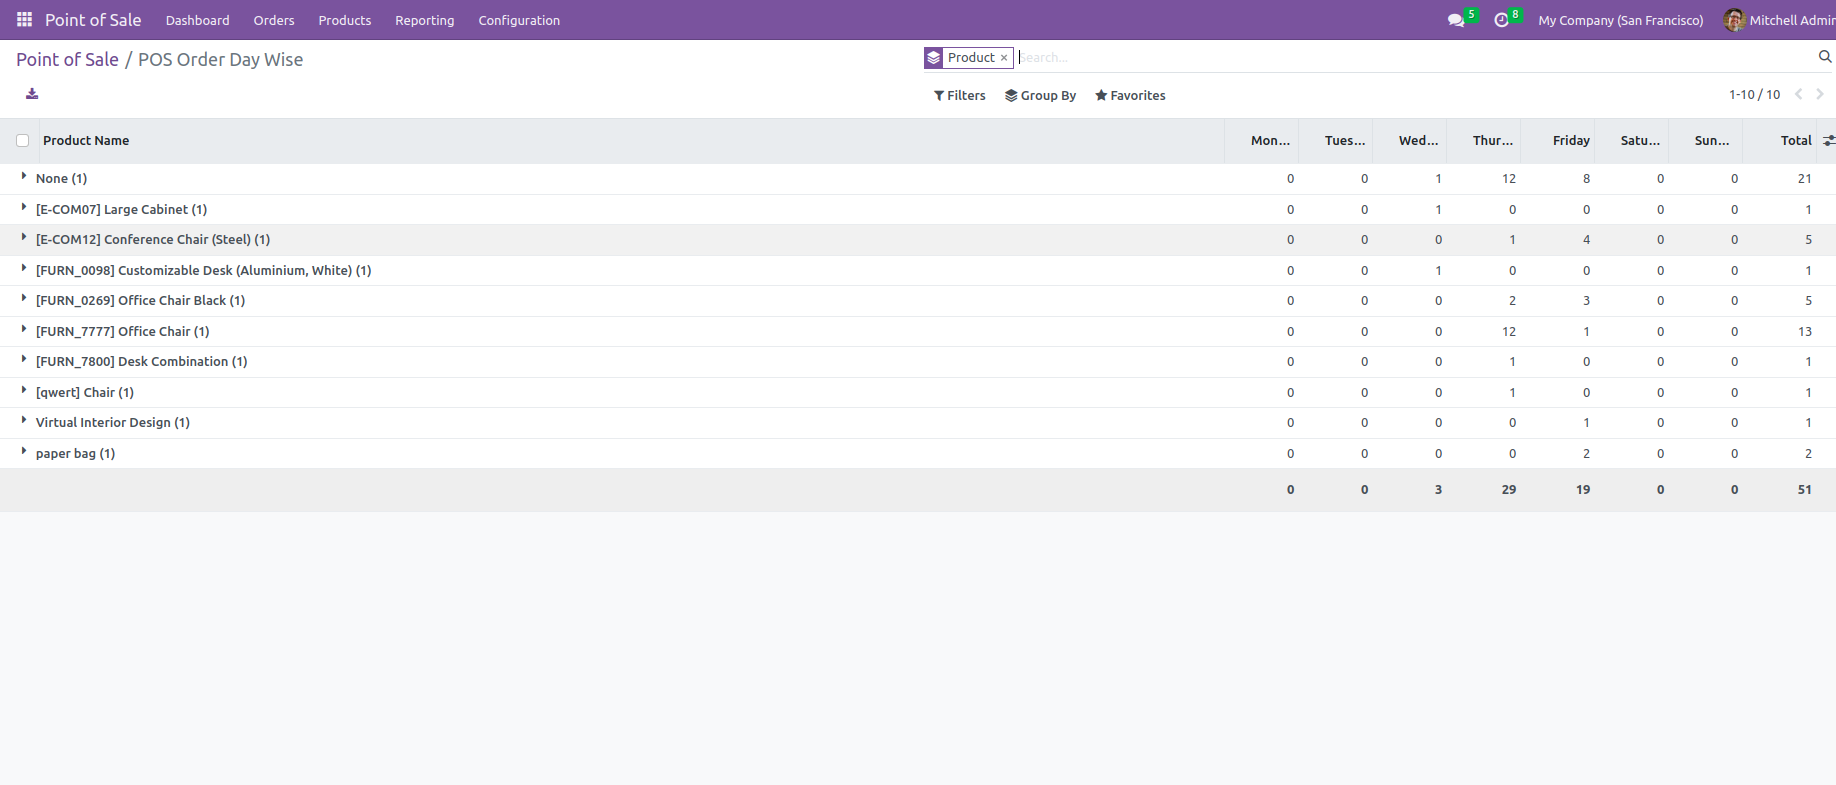 Point of Sale Dashboard Orders Products Reporting Configuration 5 8 My Company (San Francisco) Mitchell Admin
Point of Sale / POS Order Day Wise Product × Search...
Filters Group By Favorites 1-10 / 10
Product Name Mon... Tues... Wed... Thur... Friday Satu... Sun... Total
None (1) 0 0 1 12 8 0 0 21
[E-COM07] Large Cabinet (1) 0 0 1 0 0 0 0 1
[E-COM12] Conference Chair (Steel) (1) 0 0 0 1 4 0 0 5
[FURN_0098] Customizable Desk (Aluminium, White) (1) 0 0 1 0 0 0 0 1
[FURN_0269] Office Chair Black (1) 0 0 0 2 3 0 0 5
[FURN_7777] Office Chair (1) 0 0 0 12 1 0 0 13
[FURN_7800] Desk Combination (1) 0 0 0 1 0 0 0 1
[qwert] Chair (1) 0 0 0 1 0 0 0 1
Virtual Interior Design (1) 0 0 0 0 1 0 0 1
paper bag (1) 0 0 0 0 2 0 0 2
0 0 3 29 19 0 0 51